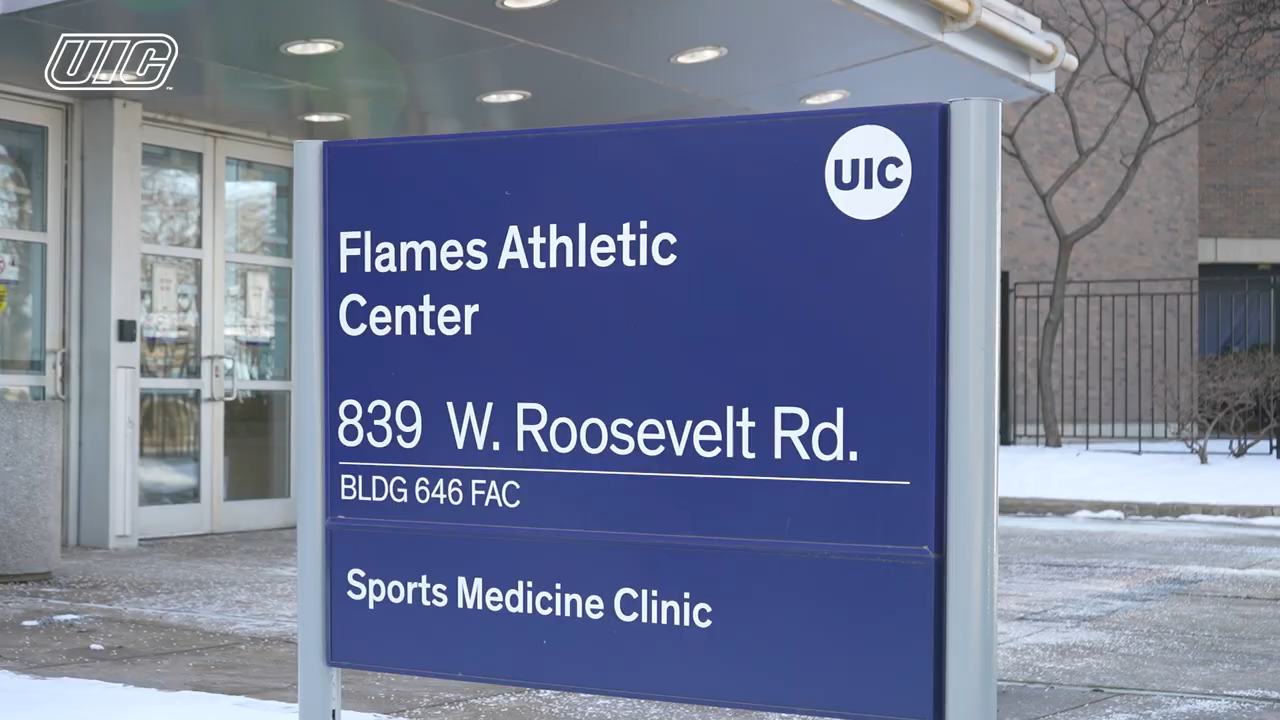 UIC
UIC
Flames Athletic
Center
839 W. Roosevelt Rd.
BLDG 646 FAC
Sports Medicine Clinic